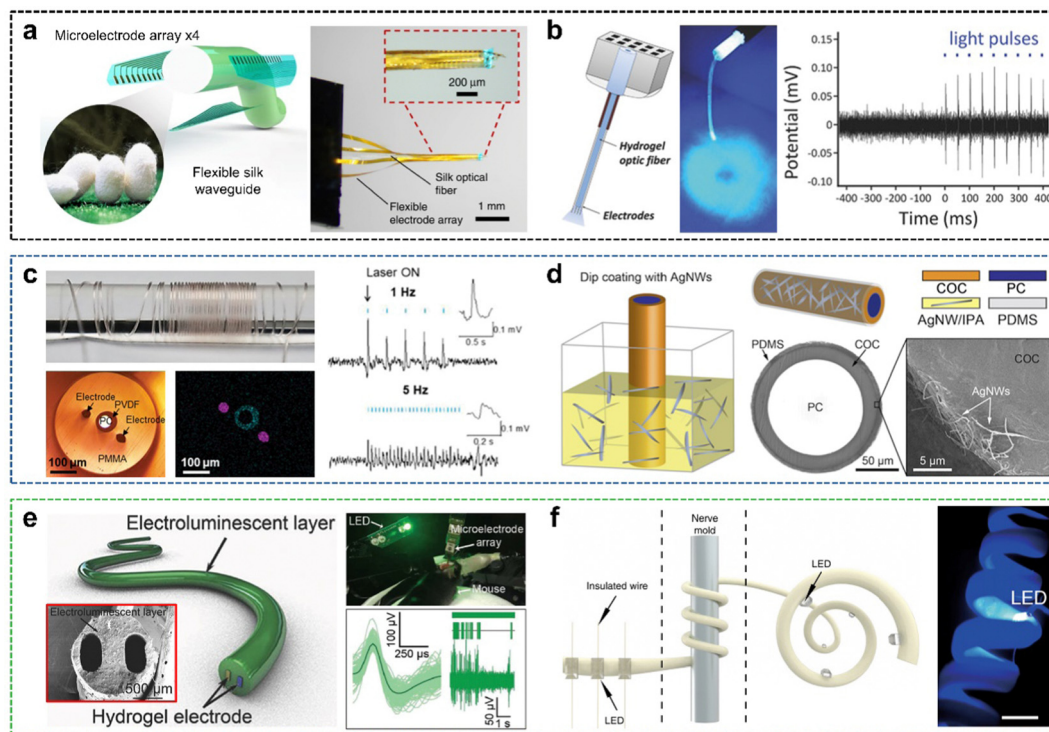 a
Microelectrode array x4
Flexible silk
waveguide
200 μm
Silk optical
fiber
Flexible
electrode array
1 mm
b
Hydrogel
optic fiber
Electrodes
light pulses
Potential (mV)
0.15
0.10
0.05
0.00
-0.05
-0.10
-400 -300 -200 -100 0 100 200 300 400
Time (ms)
c
Electrode
PVDF
PC
Electrode
PMMA
100 μm
100 μm
Laser ON
1 Hz
0.1 mV
0.5 s
5 Hz
0.1 mV
0.2 s
d
Dip coating with AgNWs
COC
PC
AgNW/IPA
PDMS
PDMS
COC
PC
50 μm
COC
AgNWs
5 μm
e
Electroluminescent layer
Electroluminescent layer
500 μm
Hydrogel electrode
LED
Microelectrode
array
Mouse
100 μV
250 μs
50 μV
1 s
f
Insulated wire
LED
Nerve
mold
LED
LED